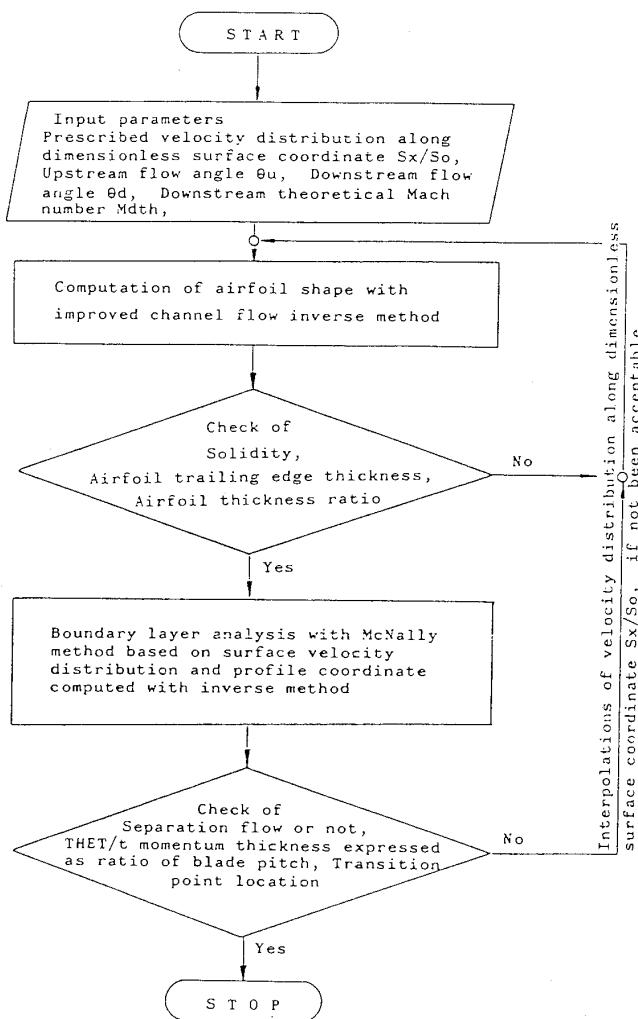 START
Input parameters
Prescribed velocity distribution along
dimensionless surface coordinate Sx/So,
Upstream flow angle θu, Downstream flow
angle θd, Downstream theoretical Mach
number Mdth,
Computation of airfoil shape with
improved channel flow inverse method
Check of
Solidity,
Airfoil trailing edge thickness,
Airfoil thickness ratio
No
Yes
Boundary layer analysis with McNally
method based on surface velocity
distribution and profile coordinate
computed with inverse method
Check of
Separation flow or not,
THET/t momentum thickness expressed
as ratio of blade pitch, Transition
point location
No
Yes
STOP
Interpolations of velocity distribution along dimensionless
surface coordinate Sx/So, if not been acceptable